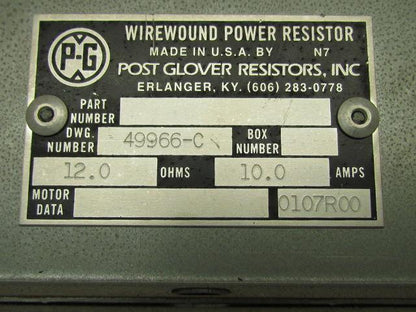 P-G
WIREWOUND POWER RESISTOR
MADE IN U.S.A. BY N7
POST GLOVER RESISTORS, INC
ERLANGER, KY. (606) 283-0778
PART NUMBER
DWG. NUMBER 49966-C BOX NUMBER
12.0 OHMS 10.0 AMPS
MOTOR DATA 0107R00